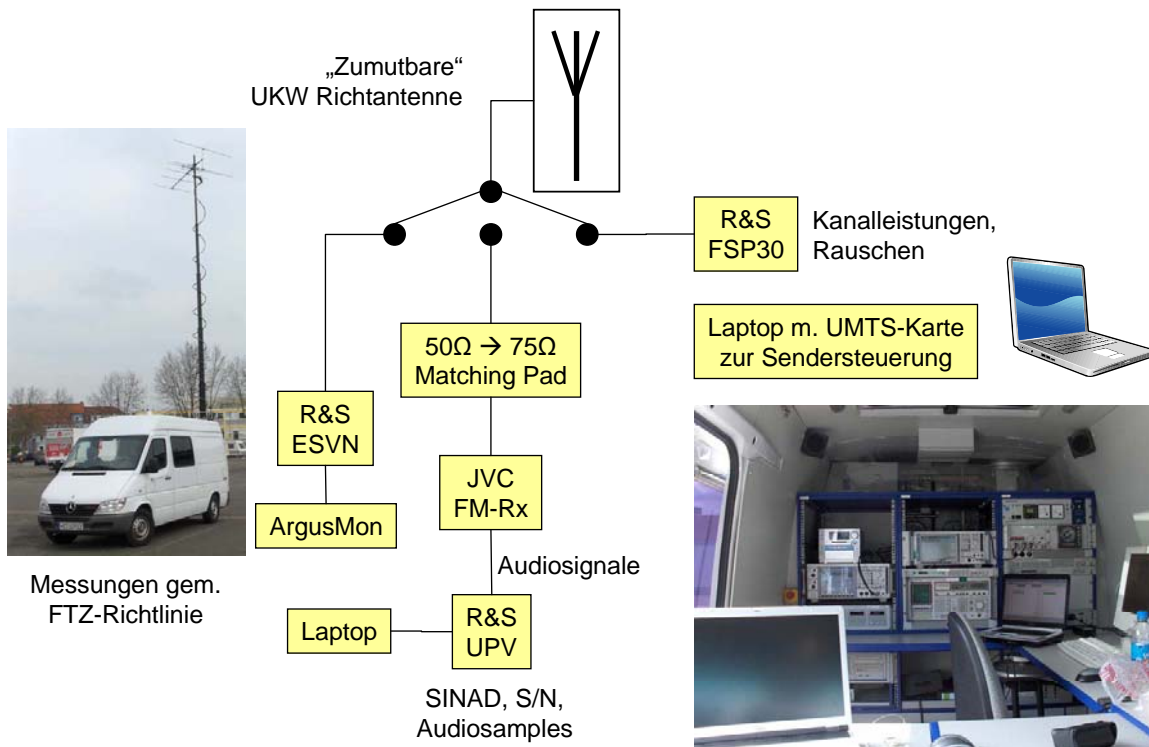 „Zumutbare“
UKW Richtantenne
R&S
FSP30
Kanalleistungen,
Rauschen
Laptop m. UMTS-Karte
zur Sendersteuerung
50Ω → 75Ω
Matching Pad
R&S
ESVN
JVC
FM-Rx
ArgusMon
Audiosignale
Messungen gem.
FTZ-Richtlinie
Laptop
R&S
UPV
SINAD, S/N,
Audiosamples